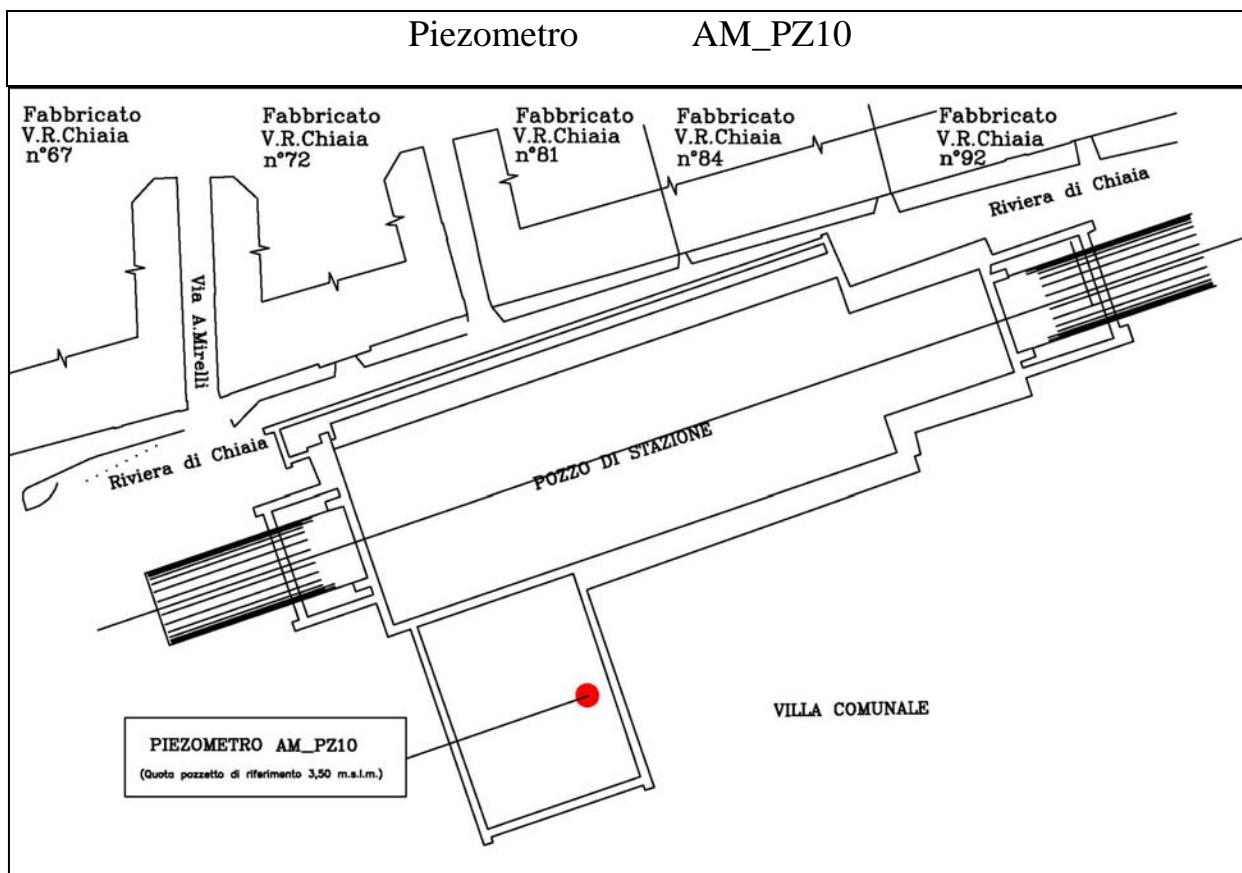 Piezometro AM_PZ10
Fabbricato
V.R.Chiaia
n°67
Fabbricato
V.R.Chiaia
n°72
Fabbricato
V.R.Chiaia
n°81
Fabbricato
V.R.Chiaia
n°84
Fabbricato
V.R.Chiaia
n°92
Riviera di Chiaia
Via A.Mirelli
Riviera di Chiaia
POZZO DI STAZIONE
VILLA COMUNALE
PIEZOMETRO AM_PZ10
(Quota pozzetto di riferimento 3,50 m.s.l.m.)